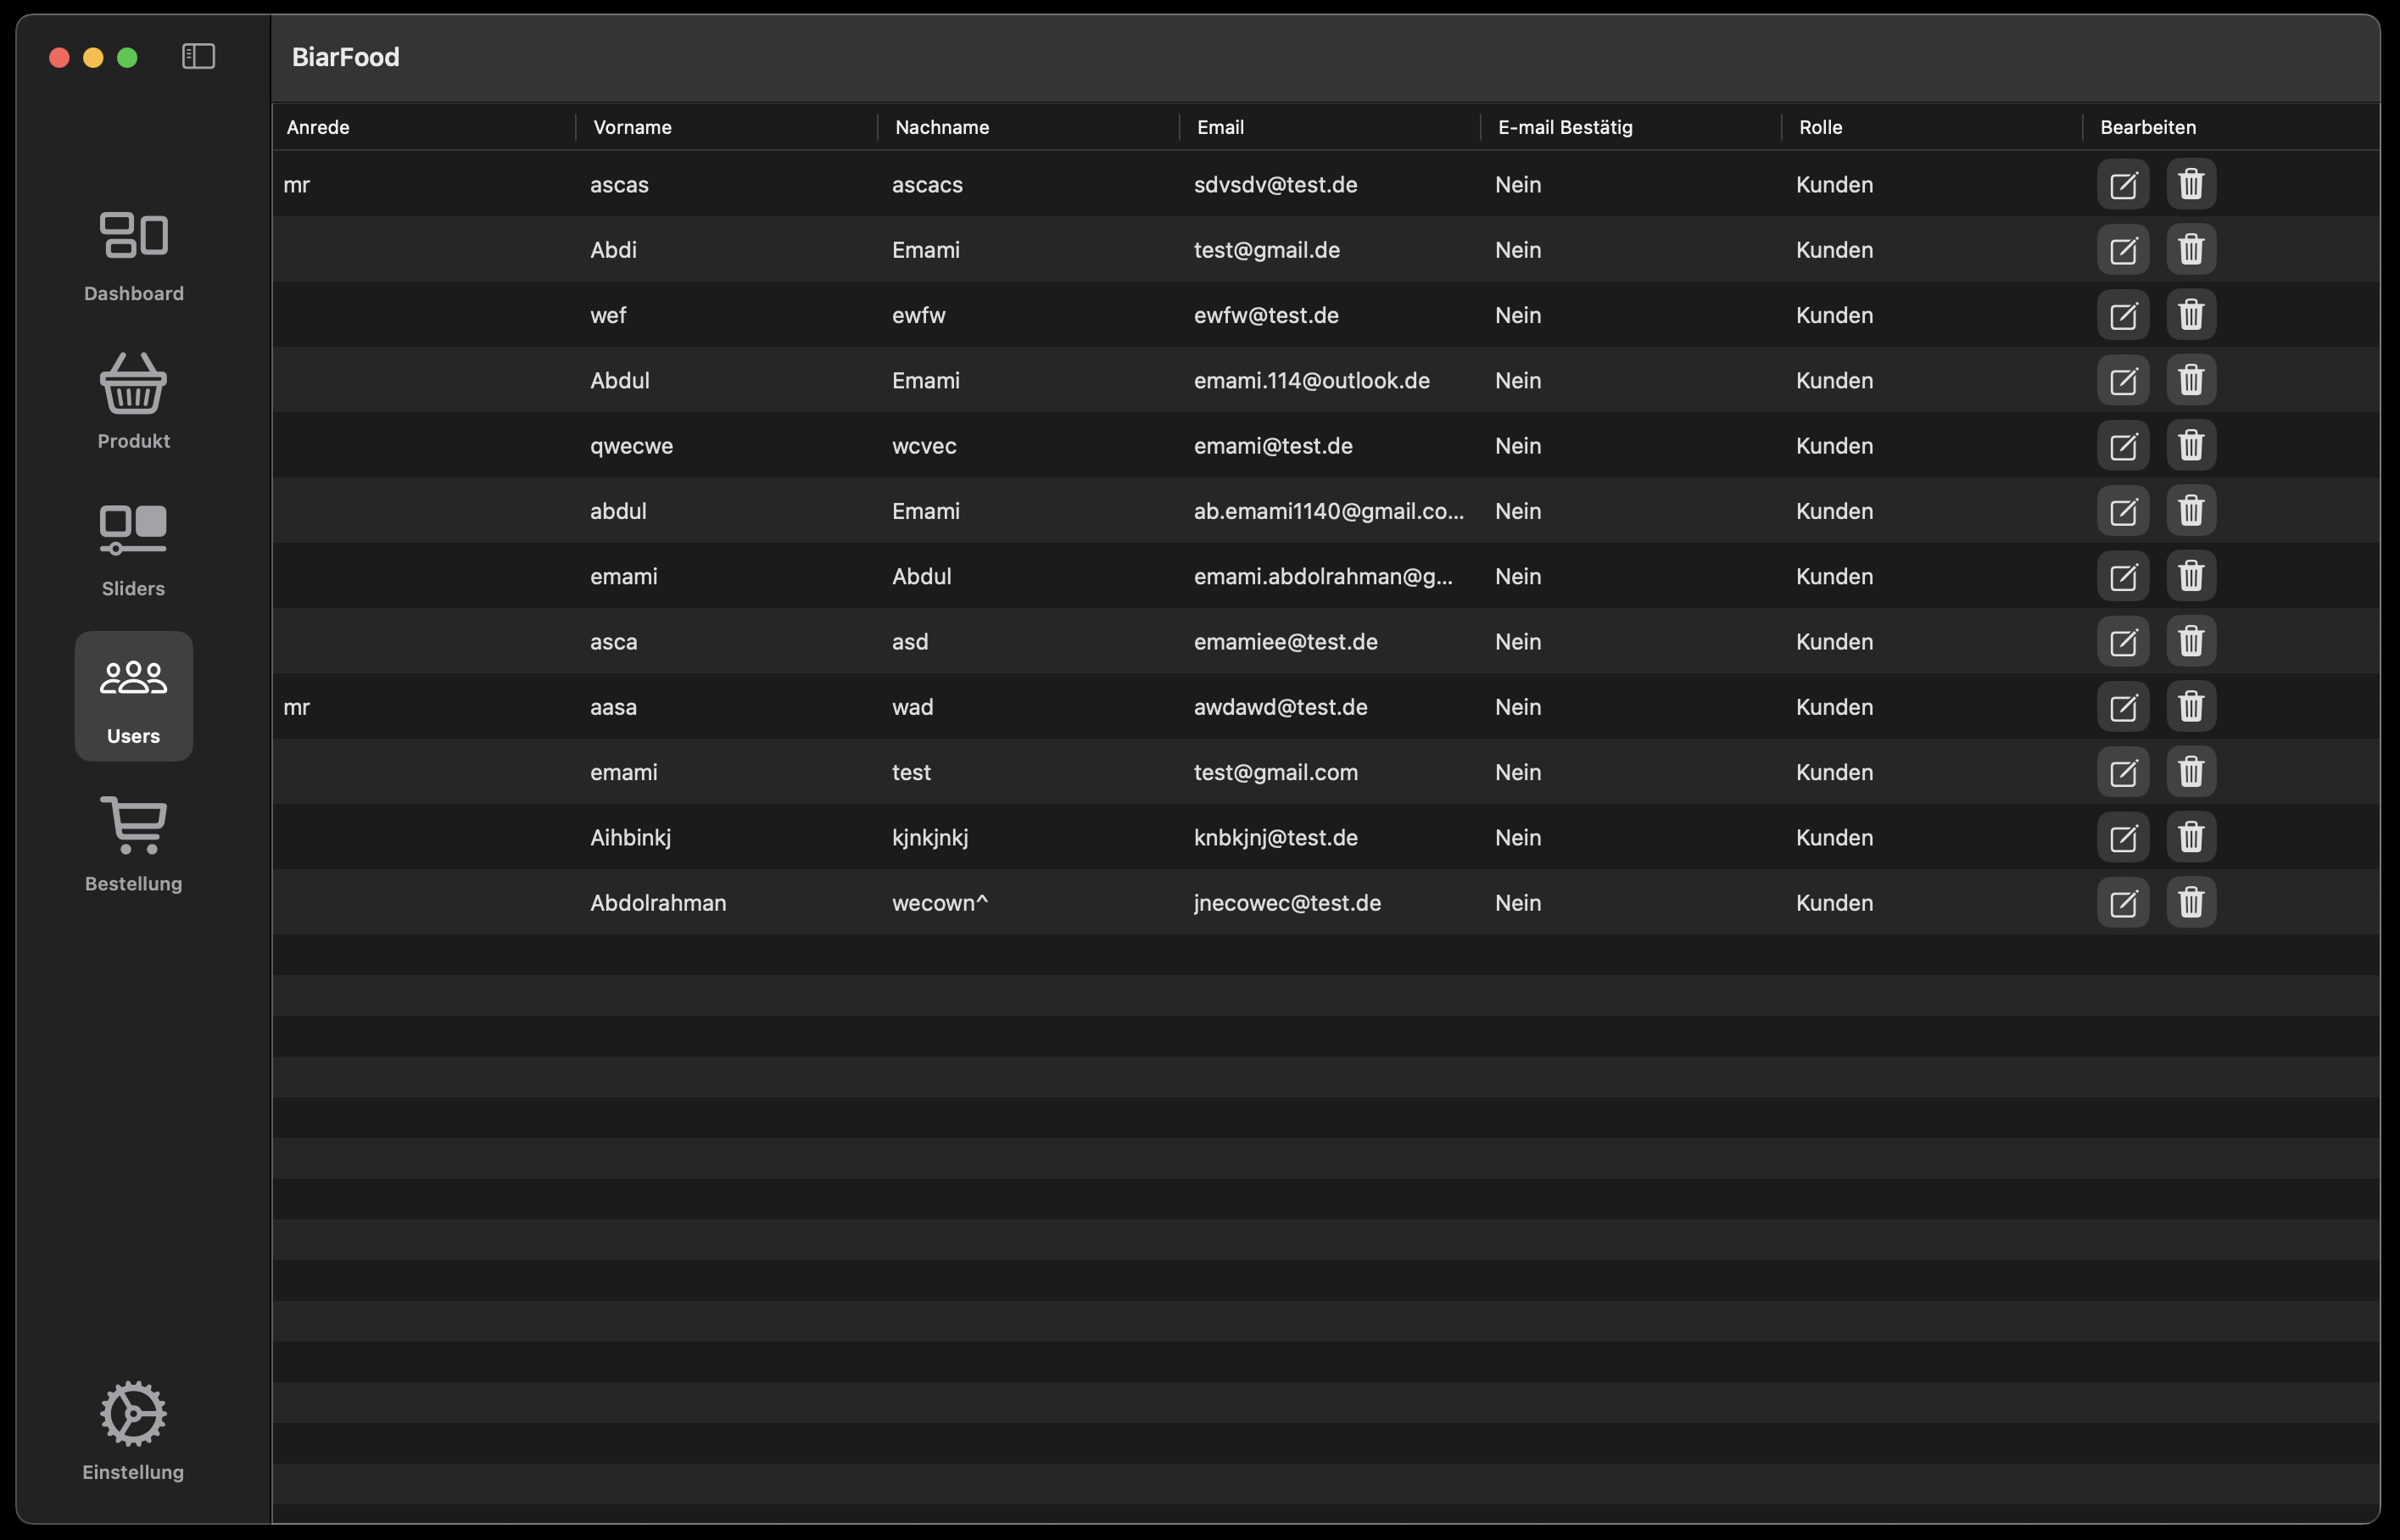 BiarFood
Anrede Vorname Nachname Email E-mail Bestätig Rolle Bearbeiten
mr ascas ascacs sdvsdv@test.de Nein Kunden
Abdi Emami test@gmail.de Nein Kunden
wef ewfw ewfw@test.de Nein Kunden
Abdul Emami emami.114@outlook.de Nein Kunden
qwecwe wcvec emami@test.de Nein Kunden
abdul Emami ab.emami1140@gmail.co... Nein Kunden
emami Abdul emami.abdolrahman@g... Nein Kunden
asca asd emamiee@test.de Nein Kunden
mr aasa wad awdawd@test.de Nein Kunden
emami test test@gmail.com Nein Kunden
Aihbinkj kjnkjnkj knbkjnj@test.de Nein Kunden
Abdolrahman wecown^ jnecowec@test.de Nein Kunden
Dashboard
Produkt
Sliders
Users
Bestellung
Einstellung